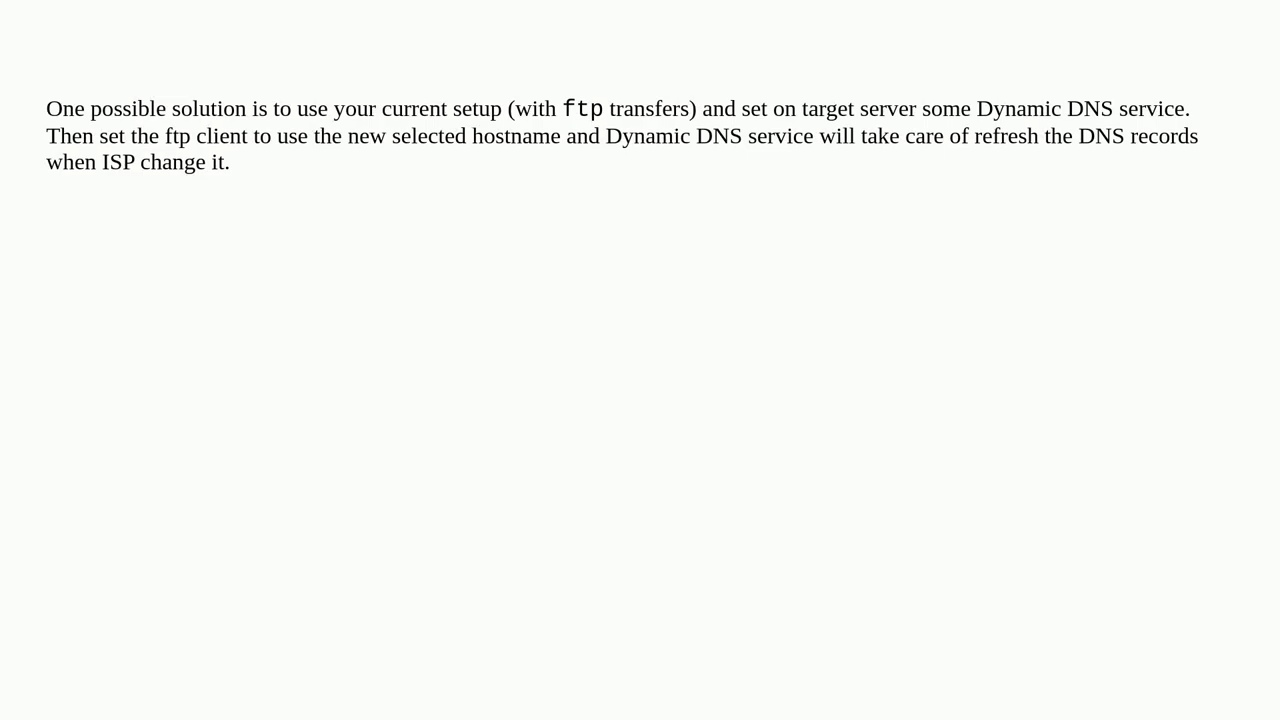 One possible solution is to use your current setup (with ftp transfers) and set on target server some Dynamic DNS service.
Then set the ftp client to use the new selected hostname and Dynamic DNS service will take care of refresh the DNS records
when ISP change it.